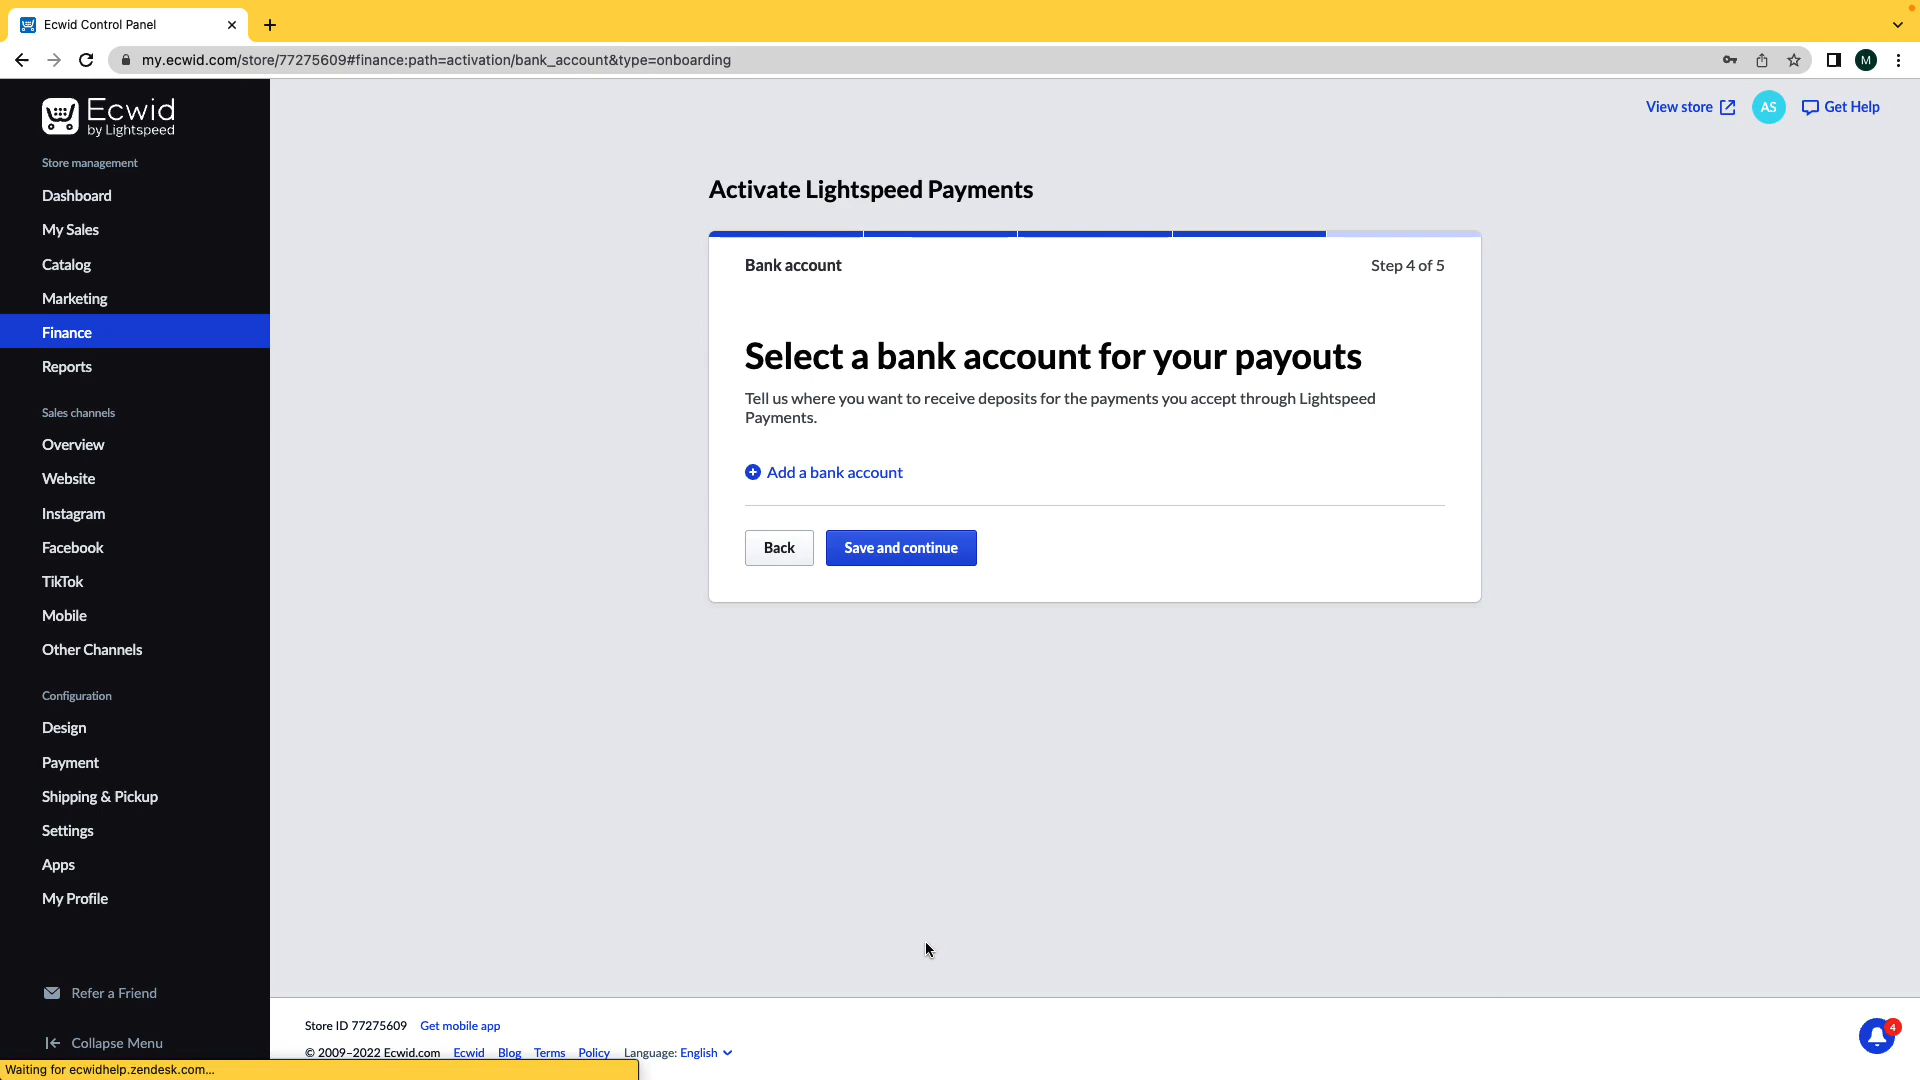 Ecwid Control Panel
my.ecwid.com/store/77275609#finance:path=activation/bank_account&type=onboarding
M
Ecwid
by Lightspeed
View store
AS
Get Help
Store management
Dashboard
My Sales
Catalog
Marketing
Finance
Reports
Sales channels
Overview
Website
Instagram
Facebook
TikTok
Mobile
Other Channels
Configuration
Design
Payment
Shipping & Pickup
Settings
Apps
My Profile
Refer a Friend
Collapse Menu
Activate Lightspeed Payments
Bank account
Step 4 of 5
Select a bank account for your payouts
Tell us where you want to receive deposits for the payments you accept through Lightspeed
Payments.
Add a bank account
Back
Save and continue
Store ID 77275609 Get mobile app
© 2009–2022 Ecwid.com Ecwid Blog Terms Policy Language: English
4
Waiting for ecwidhelp.zendesk.com...